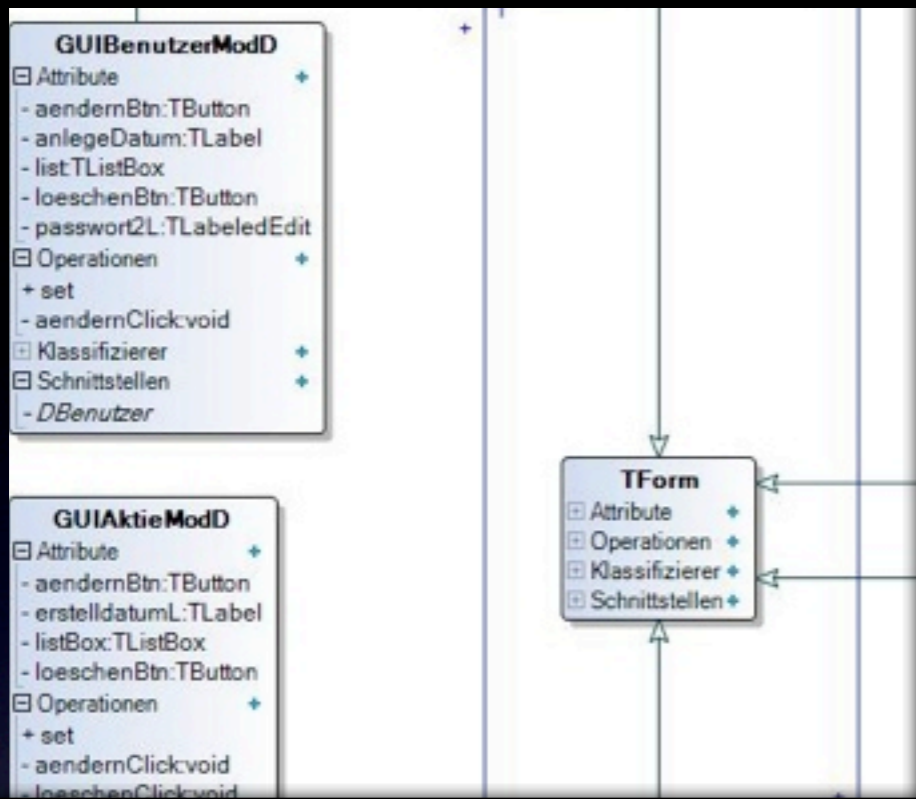 GUIBenutzerModD
Attribute
- aendernBtn:TButton
- anlegeDatum:TLabel
- list:TListBox
- loeschenBtn:TButton
- passwort2L:TLabeledEdit
Operationen
+ set
- aendernClick:void
Klassifizierer
Schnittstellen
- DBenutzer
GUIAktieModD
Attribute
- aendernBtn:TButton
- erstelldatumL:TLabel
- listBox:TListBox
- loeschenBtn:TButton
Operationen
+ set
- aendernClick:void
- loeschenClick:void
TForm
Attribute
Operationen
Klassifizierer
Schnittstellen